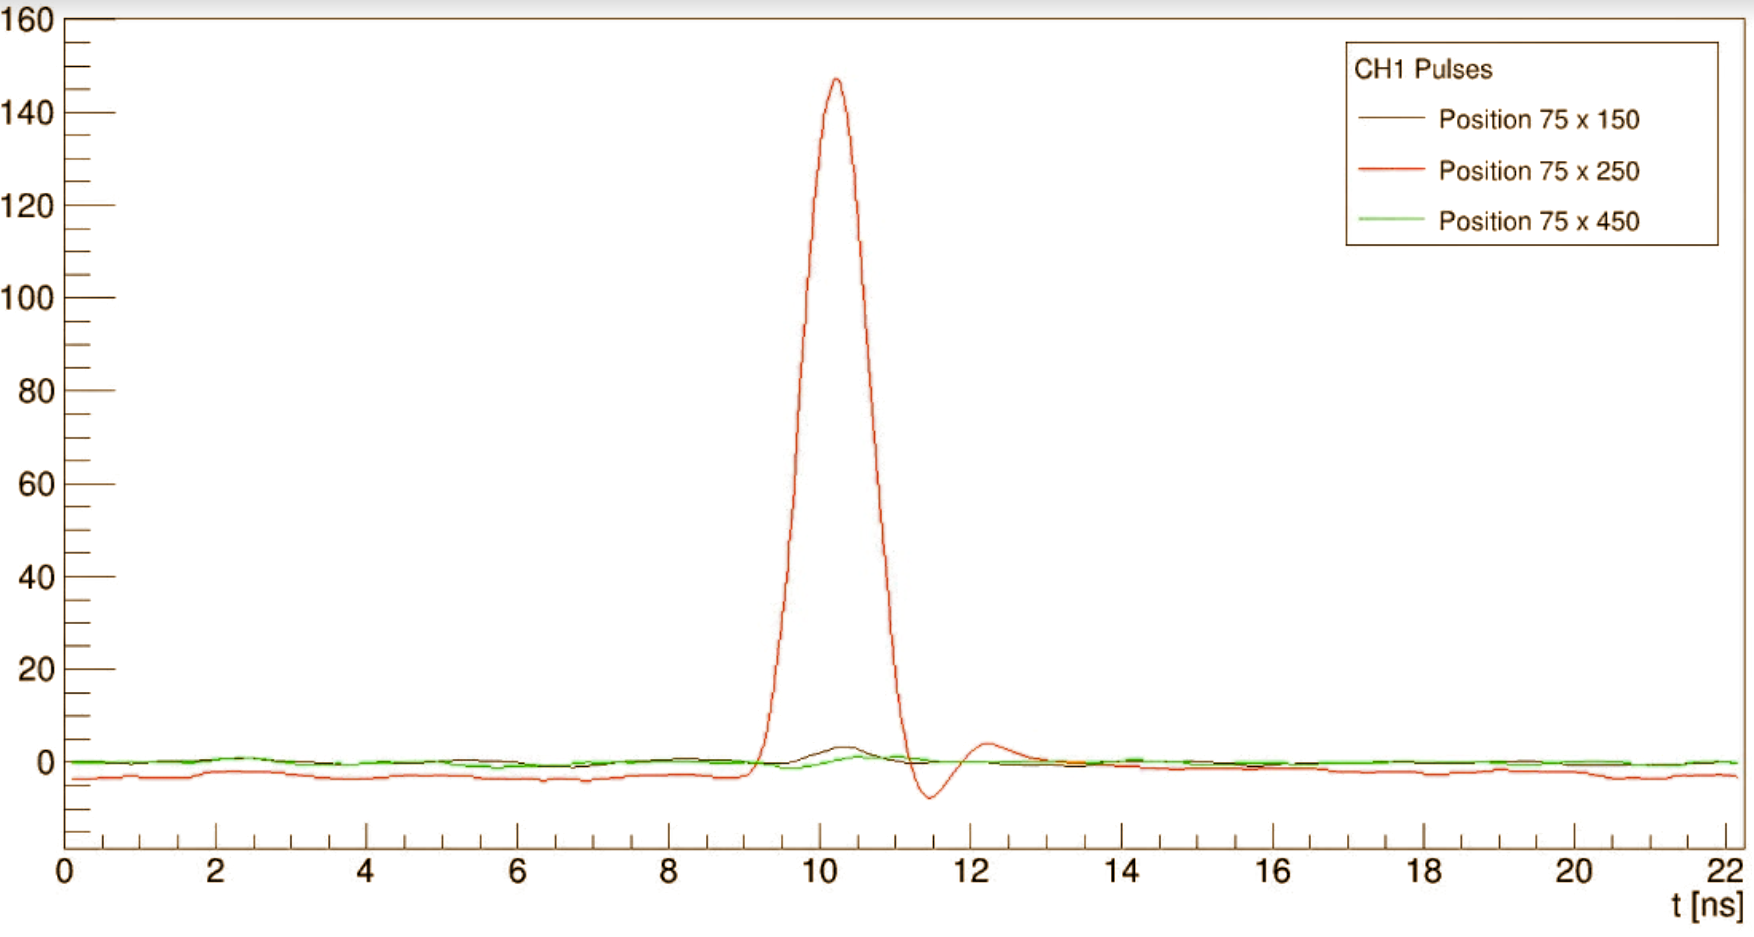 160
140
120
100
80
60
40
20
0
CH1 Pulses
Position 75 x 150
Position 75 x 250
Position 75 x 450
0 2 4 6 8 10 12 14 16 18 20 22
t [ns]